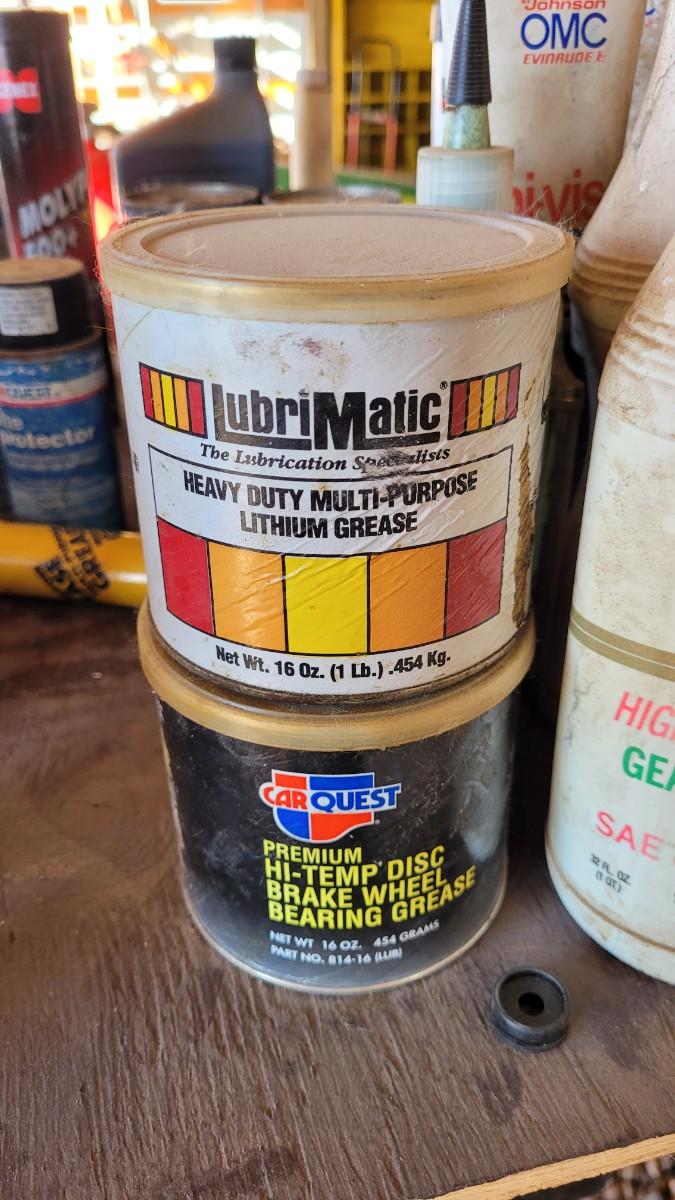 Johnson
OMC
EVINRUDE
MOLY
LubriMatic®
The Lubrication Specialists
HEAVY DUTY MULTI-PURPOSE
LITHIUM GREASE
Net Wt. 16 Oz. (1 Lb.) .454 Kg.
CARQUEST
PREMIUM
HI-TEMP DISC
BRAKE WHEEL
BEARING GREASE
NET WT 16 OZ. 454 GRAMS
PART NO. 814-16 (LUB)
protector
SAE
32 FL. OZ.
(1 QT.)